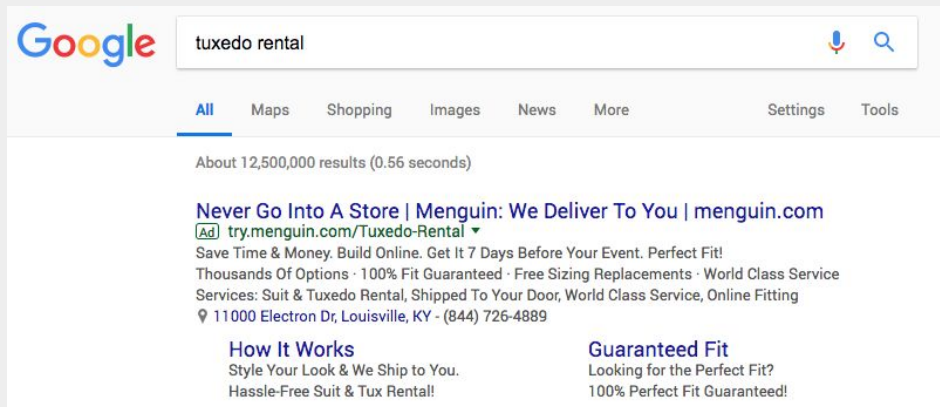 Google
tuxedo rental
All Maps Shopping Images News More Settings Tools
About 12,500,000 results (0.56 seconds)
Never Go Into A Store | Menguin: We Deliver To You | menguin.com
Ad try.menguin.com/Tuxedo-Rental
Save Time & Money. Build Online. Get It 7 Days Before Your Event. Perfect Fit!
Thousands Of Options · 100% Fit Guaranteed · Free Sizing Replacements · World Class Service
Services: Suit & Tuxedo Rental, Shipped To Your Door, World Class Service, Online Fitting
11000 Electron Dr, Louisville, KY - (844) 726-4889
How It Works
Style Your Look & We Ship to You.
Hassle-Free Suit & Tux Rental!
Guaranteed Fit
Looking for the Perfect Fit?
100% Perfect Fit Guaranteed!